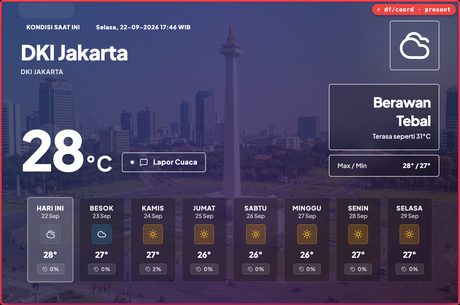 ⚡ df/coord · present
KONDISI SAAT INI
Selasa, 22-09-2026 17:46 WIB
DKI Jakarta
DKI JAKARTA
28°C
Lapor Cuaca
Berawan
Tebal
Terasa seperti 31°C
Max / Min
28° / 27°
HARI INI
22 Sep
28°
0%
BESOK
23 Sep
27°
0%
KAMIS
24 Sep
27°
2%
JUMAT
25 Sep
26°
0%
SABTU
26 Sep
26°
0%
MINGGU
27 Sep
26°
0%
SENIN
28 Sep
27°
0%
SELASA
29 Sep
27°
0%